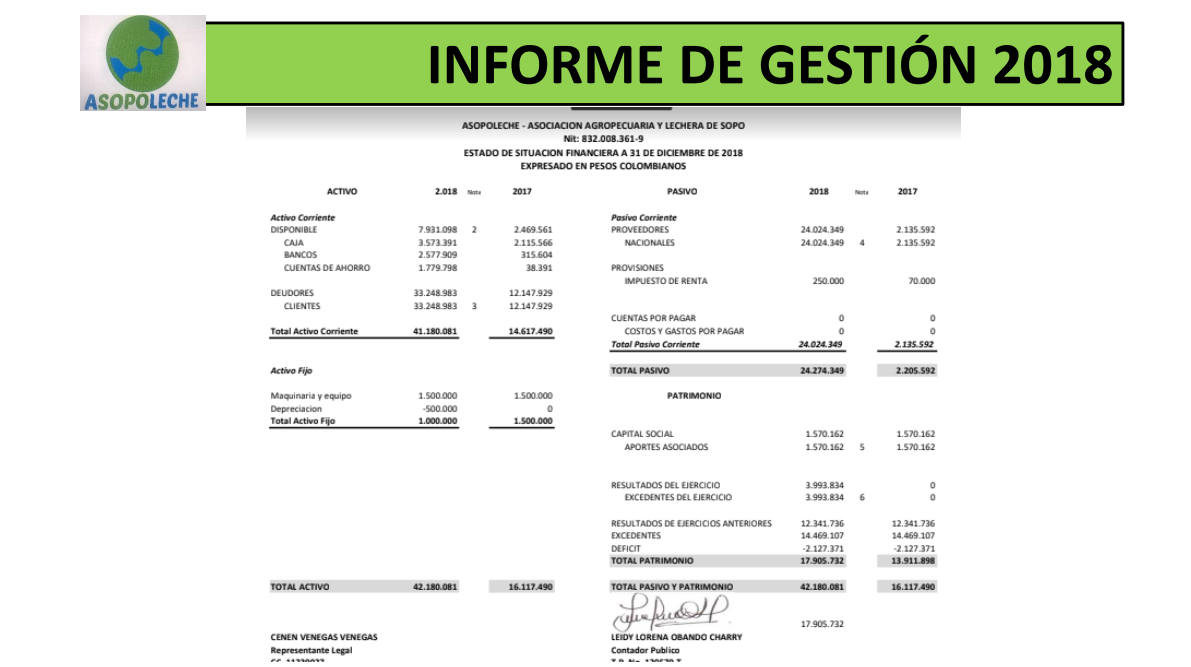 INFORME DE GESTIÓN 2018
ASOPOLECHE
ASOPOLECHE - ASOCIACION AGROPECUARIA Y LECHERA DE SOPO
Nit: 832.008.361-9
ESTADO DE SITUACION FINANCIERA A 31 DE DICIEMBRE DE 2018
EXPRESADO EN PESOS COLOMBIANOS
ACTIVO 2.018 Nota 2017
Activo Corriente
DISPONIBLE 7.931.098 2 2.469.561
CAJA 3.573.391 2.115.566
BANCOS 2.577.909 315.604
CUENTAS DE AHORRO 1.779.798 38.391
DEUDORES 33.248.983 12.147.929
CLIENTES 33.248.983 3 12.147.929
Total Activo Corriente 41.180.081 14.617.490
Activo Fijo
Maquinaria y equipo 1.500.000 1.500.000
Depreciacion -500.000 0
Total Activo Fijo 1.000.000 1.500.000
TOTAL ACTIVO 42.180.081 16.117.490
CENEN VENEGAS VENEGAS
Representante Legal
PASIVO 2018 Nota 2017
Pasivo Corriente
PROVEEDORES 24.024.349 2.135.592
NACIONALES 24.024.349 4 2.135.592
PROVISIONES
IMPUESTO DE RENTA 250.000 70.000
CUENTAS POR PAGAR 0 0
COSTOS Y GASTOS POR PAGAR 0 0
Total Pasivo Corriente 24.024.349 2.135.592
TOTAL PASIVO 24.274.349 2.205.592
PATRIMONIO
CAPITAL SOCIAL 1.570.162 1.570.162
APORTES ASOCIADOS 1.570.162 5 1.570.162
RESULTADOS DEL EJERCICIO 3.993.834 0
EXCEDENTES DEL EJERCICIO 3.993.834 6 0
RESULTADOS DE EJERCICIOS ANTERIORES 12.341.736 12.341.736
EXCEDENTES 14.469.107 14.469.107
DEFICIT -2.127.371 -2.127.371
TOTAL PATRIMONIO 17.905.732 13.911.898
TOTAL PASIVO Y PATRIMONIO 42.180.081 16.117.490
17.905.732
LEIDY LORENA OBANDO CHARRY
Contador Publico